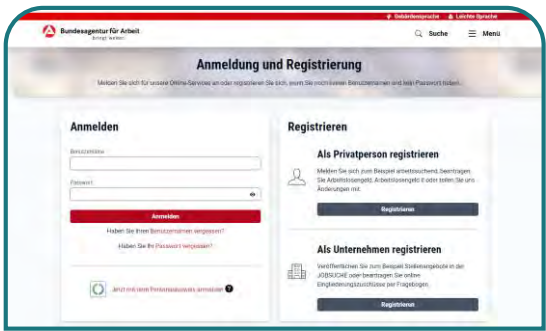 Gebärdensprache Leichte Sprache
Bundesagentur für Arbeit
bringt weiter.
Suche Menü
Anmeldung und Registrierung
Melden Sie sich für unsere Online-Services an oder registrieren Sie sich, wenn Sie noch keinen Benutzernamen und kein Passwort haben.
Anmelden
Benutzername
Passwort
Anmelden
Haben Sie Ihren Benutzernamen vergessen?
Haben Sie Ihr Passwort vergessen?
Jetzt mit dem Personalausweis anmelden ?
Registrieren
Als Privatperson registrieren
Melden Sie sich zum Beispiel arbeitsuchend, beantragen
Sie Arbeitslosengeld, Arbeitslosengeld II oder teilen Sie uns
Änderungen mit.
Registrieren
Als Unternehmen registrieren
Veröffentlichen Sie zum Beispiel Stellenangebote in der
JOBSUCHE oder beantragen Sie online
Eingliederungszuschüsse per Fragebogen.
Registrieren